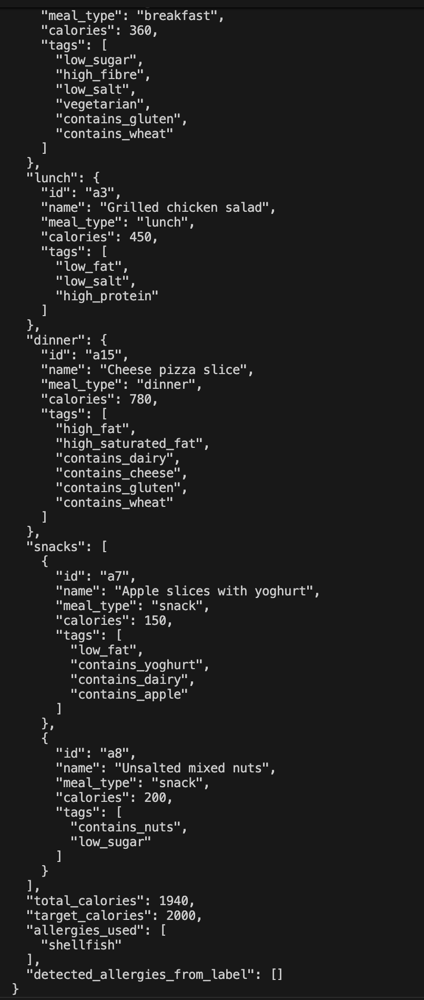 "meal_type": "breakfast",
"calories": 360,
"tags": [
"low_sugar",
"high_fibre",
"low_salt",
"vegetarian",
"contains_gluten",
"contains_wheat"
]
},
"lunch": {
"id": "a3",
"name": "Grilled chicken salad",
"meal_type": "lunch",
"calories": 450,
"tags": [
"low_fat",
"low_salt",
"high_protein"
]
},
"dinner": {
"id": "a15",
"name": "Cheese pizza slice",
"meal_type": "dinner",
"calories": 780,
"tags": [
"high_fat",
"high_saturated_fat",
"contains_dairy",
"contains_cheese",
"contains_gluten",
"contains_wheat"
]
},
"snacks": [
{
"id": "a7",
"name": "Apple slices with yoghurt",
"meal_type": "snack",
"calories": 150,
"tags": [
"low_fat",
"contains_yoghurt",
"contains_dairy",
"contains_apple"
]
},
{
"id": "a8",
"name": "Unsalted mixed nuts",
"meal_type": "snack",
"calories": 200,
"tags": [
"contains_nuts",
"low_sugar"
]
}
],
"total_calories": 1940,
"target_calories": 2000,
"allergies_used": [
"shellfish"
],
"detected_allergies_from_label": []
}